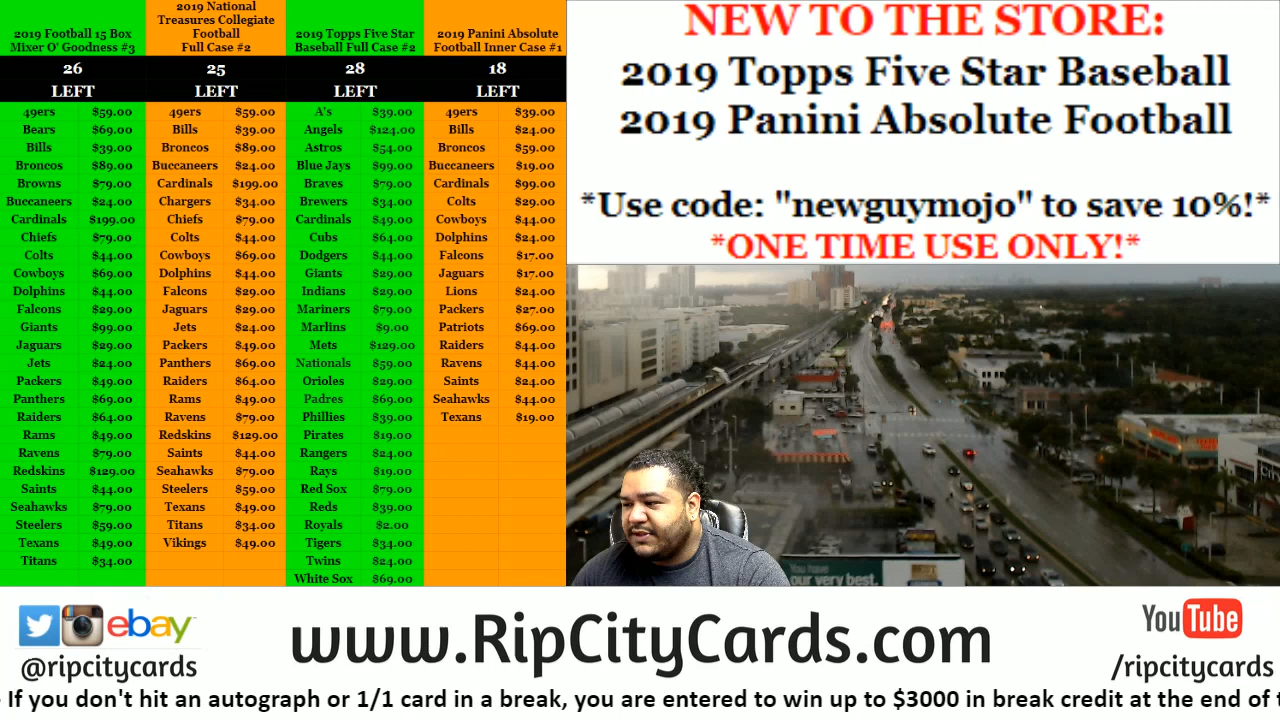 2019 Football 15 Box
Mixer O' Goodness #3
26
LEFT
49ers $59.00
Bears $69.00
Bills $39.00
Broncos $89.00
Browns $79.00
Buccaneers $24.00
Cardinals $199.00
Chiefs $79.00
Colts $44.00
Cowboys $69.00
Dolphins $44.00
Falcons $29.00
Giants $99.00
Jaguars $29.00
Jets $24.00
Packers $49.00
Panthers $69.00
Raiders $64.00
Rams $49.00
Ravens $79.00
Redskins $129.00
Saints $44.00
Seahawks $79.00
Steelers $59.00
Texans $49.00
Titans $34.00
2019 National
Treasures Collegiate
Football
Full Case #2
25
LEFT
49ers $59.00
Bills $39.00
Broncos $89.00
Buccaneers $24.00
Cardinals $199.00
Chargers $34.00
Chiefs $79.00
Colts $44.00
Cowboys $69.00
Dolphins $44.00
Falcons $29.00
Jaguars $29.00
Jets $24.00
Packers $49.00
Panthers $69.00
Raiders $64.00
Rams $49.00
Ravens $79.00
Redskins $129.00
Saints $44.00
Seahawks $79.00
Steelers $59.00
Texans $49.00
Titans $34.00
Vikings $49.00
2019 Topps Five Star
Baseball Full Case #2
28
LEFT
A's $39.00
Angels $124.00
Astros $54.00
Blue Jays $99.00
Braves $79.00
Brewers $34.00
Cardinals $49.00
Cubs $64.00
Dodgers $44.00
Giants $29.00
Indians $29.00
Mariners $79.00
Marlins $9.00
Mets $129.00
Nationals $59.00
Orioles $29.00
Padres $69.00
Phillies $39.00
Pirates $19.00
Rangers $24.00
Rays $19.00
Red Sox $79.00
Reds $39.00
Royals $2.00
Tigers $34.00
Twins $24.00
White Sox $69.00
2019 Panini Absolute
Football Inner Case #1
18
LEFT
49ers $39.00
Bills $24.00
Broncos $59.00
Buccaneers $19.00
Cardinals $99.00
Colts $29.00
Cowboys $44.00
Dolphins $24.00
Falcons $17.00
Jaguars $17.00
Lions $24.00
Packers $27.00
Patriots $69.00
Raiders $44.00
Ravens $44.00
Saints $24.00
Seahawks $44.00
Texans $19.00
NEW TO THE STORE:
2019 Topps Five Star Baseball
2019 Panini Absolute Football
*Use code: "newguymojo" to save 10%!*
*ONE TIME USE ONLY!*
You have
our very best.
ebay
@ripcitycards
www.RipCityCards.com
YouTube
/ripcitycards
If you don't hit an autograph or 1/1 card in a break, you are entered to win up to $3000 in break credit at the end of t